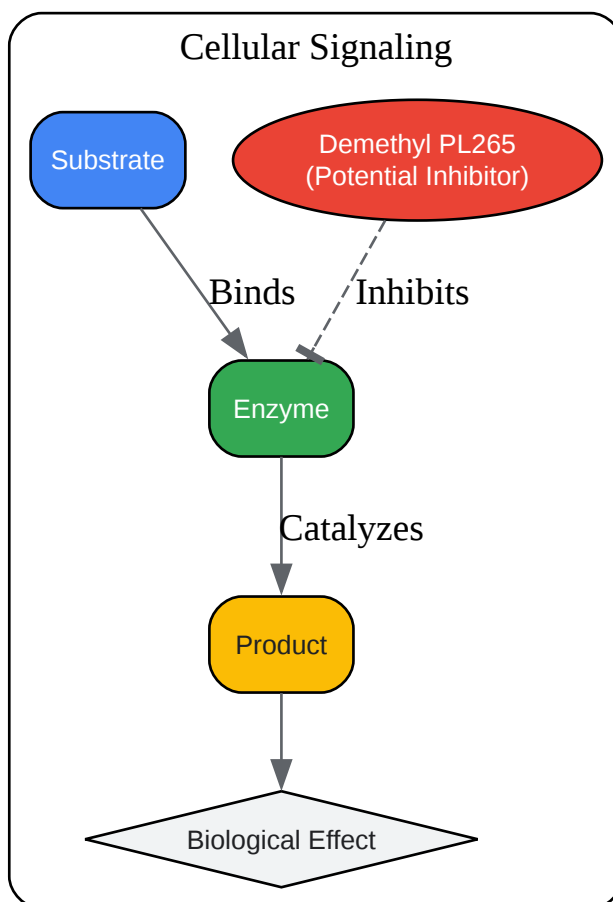 Cellular Signaling
Substrate
Demethyl PL265
(Potential Inhibitor)
Binds
Inhibits
Enzyme
Catalyzes
Product
Biological Effect